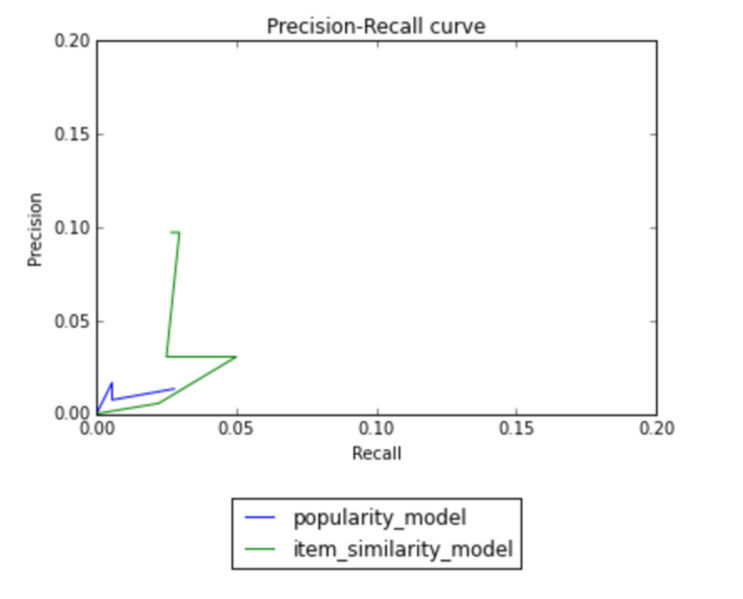 Precision-Recall curve
0.20
0.15
0.10
0.05
0.00
Precision
0.00 0.05 0.10 0.15 0.20
Recall
popularity_model
item_similarity_model